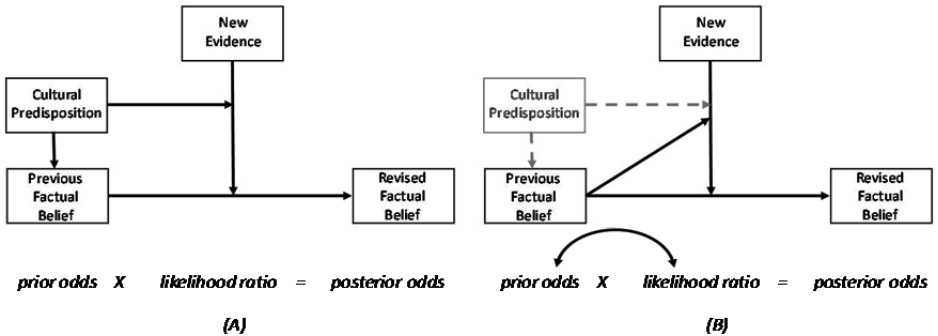 New
Evidence
Cultural
Predisposition
Previous
Factual
Belief
Revised
Factual
Belief
prior odds X likelihood ratio = posterior odds
(A)
New
Evidence
Cultural
Predisposition
Previous
Factual
Belief
Revised
Factual
Belief
prior odds X likelihood ratio = posterior odds
(B)